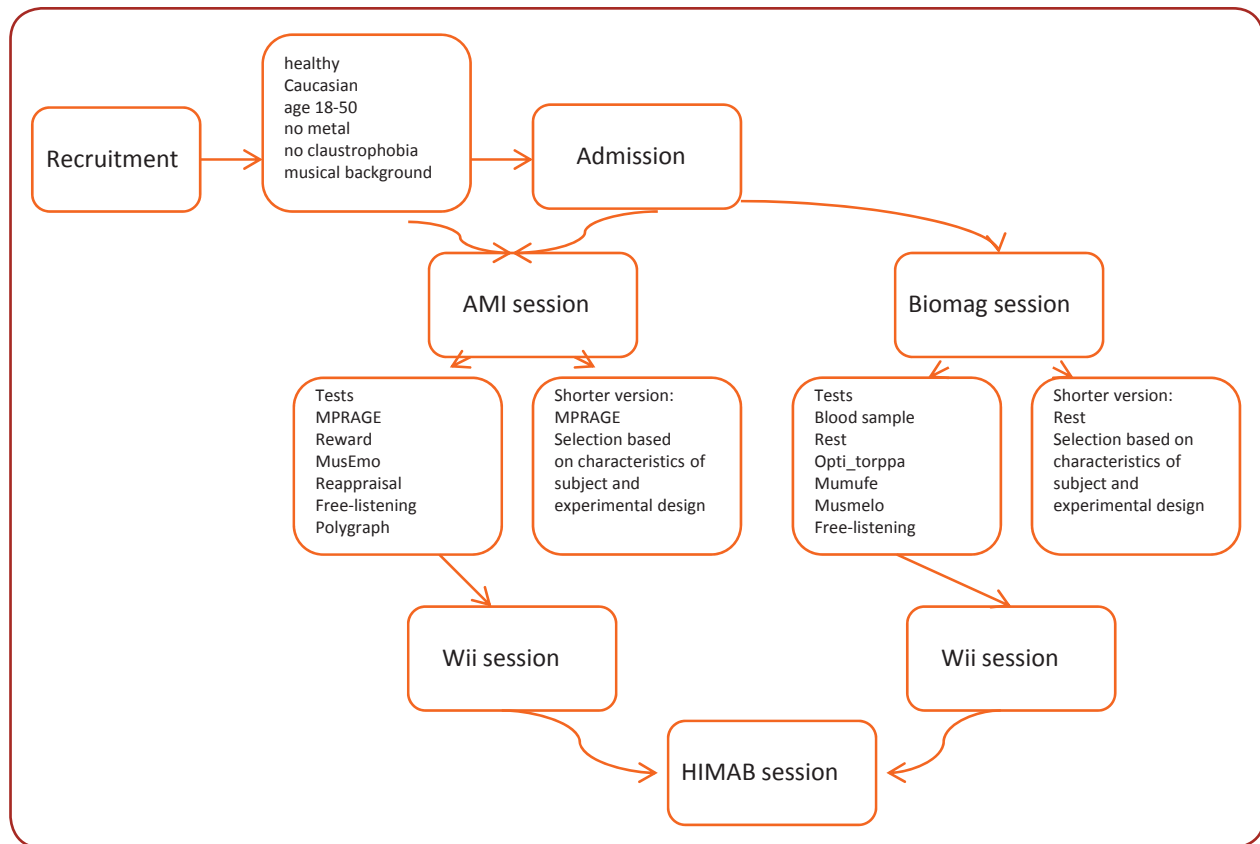 Recruitment
healthy
Caucasian
age 18-50
no metal
no claustrophobia
musical background
Admission
AMI session
Biomag session
Tests
MPRAGE
Reward
MusEmo
Reappraisal
Free-listening
Polygraph
Shorter version:
MPRAGE
Selection based
on characteristics of
subject and
experimental design
Tests
Blood sample
Rest
Opti_torppa
Mumufe
Musmelo
Free-listening
Shorter version:
Rest
Selection based on
characteristics of
subject and
experimental design
Wii session
Wii session
HIMAB session